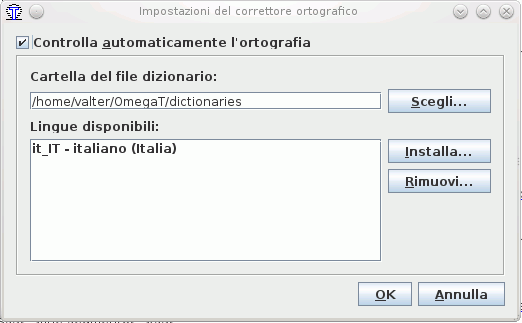 Impostazioni del correttore ortografico
Controlla automaticamente l'ortografia
Cartella del file dizionario:
/home/valter/OmegaT/dictionaries
Scegli...
Lingue disponibili:
it_IT - italiano (Italia)
Installa...
Rimuovi...
OK
Annulla